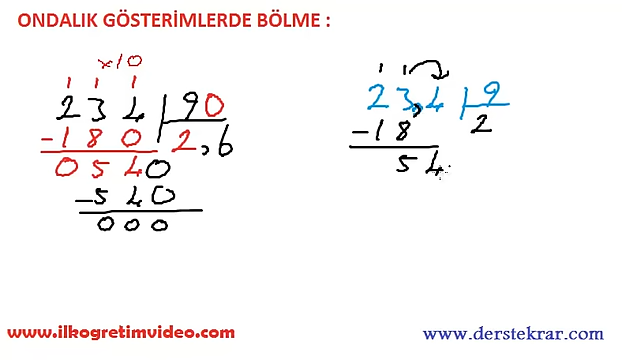 ONDALIK GÖSTERİMLERDE BÖLME :
×10
1 1 1
234 90
-180 2,6
0540
-540
000
1 1
23,4 9
-18 2
54
www.ilkogretimvideo.com
www.derstekrar.com